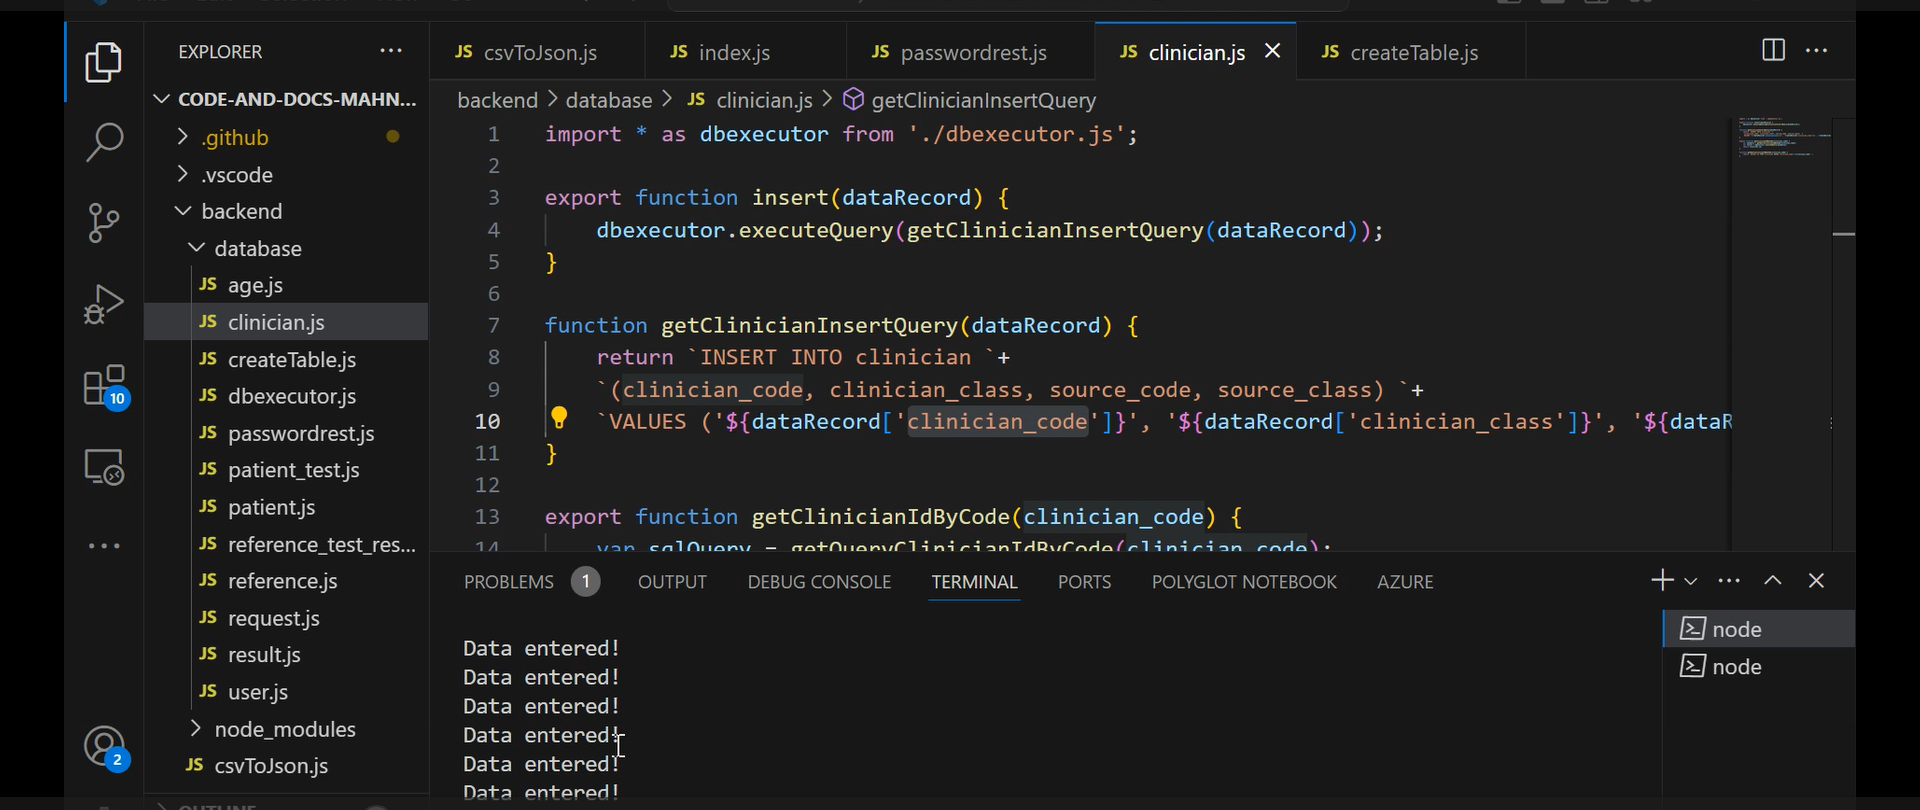 EXPLORER
CODE-AND-DOCS-MAHN...
.github
.vscode
backend
database
JS age.js
JS clinician.js
JS createTable.js
JS dbexecutor.js
JS passwordrest.js
JS patient_test.js
JS patient.js
JS reference_test_res...
JS reference.js
JS request.js
JS result.js
JS user.js
node_modules
JS csvToJson.js
OUTLINE
10
2
JS csvToJson.js
JS index.js
JS passwordrest.js
JS clinician.js
JS createTable.js
backend > database > JS clinician.js > getClinicianInsertQuery
1 import * as dbexecutor from './dbexecutor.js';
2
3 export function insert(dataRecord) {
4 dbexecutor.executeQuery(getClinicianInsertQuery(dataRecord));
5 }
6
7 function getClinicianInsertQuery(dataRecord) {
8 return `INSERT INTO clinician `+
9 `(clinician_code, clinician_class, source_code, source_class) `+
10 `VALUES ('${dataRecord['clinician_code']}', '${dataRecord['clinician_class']}', '${dataR
11 }
12
13 export function getClinicianIdByCode(clinician_code) {
14 var sqlQuery = getQueryClinicianIdByCode(clinician_code);
PROBLEMS 1 OUTPUT DEBUG CONSOLE TERMINAL PORTS POLYGLOT NOTEBOOK AZURE
Data entered!
Data entered!
Data entered!
Data entered!
Data entered!
Data entered!
node
node